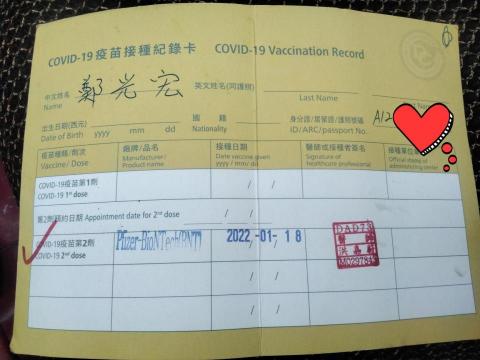 COVID-19疫苗接種紀錄卡 COVID-19 Vaccination Record
中文姓名 鄭光宏 英文姓名(同護照)
Name Last Name
出生日期(西元) 國籍 身分證/居留證/護照號碼 A12
Date of Birth yyyy mm dd Nationality ID/ARC/passport No.
疫苗種類/劑次 廠牌/品名 接種日期 醫師或接種者簽名 接種單位
Vaccine/Dose Manufacturer/ Date vaccine given Signature of Official stamp of
Product name yyyy / mm / dd healthcare professional administering center
COVID-19疫苗第1劑 / /
COVID-19 1st dose
第2劑預約日期 Appointment date for 2nd dose / /
COVID-19疫苗第2劑 Pfizer-BioNTech(BNT) 2022.-01.-18 DAD73
COVID-19 2nd dose / /
/ /
/ /